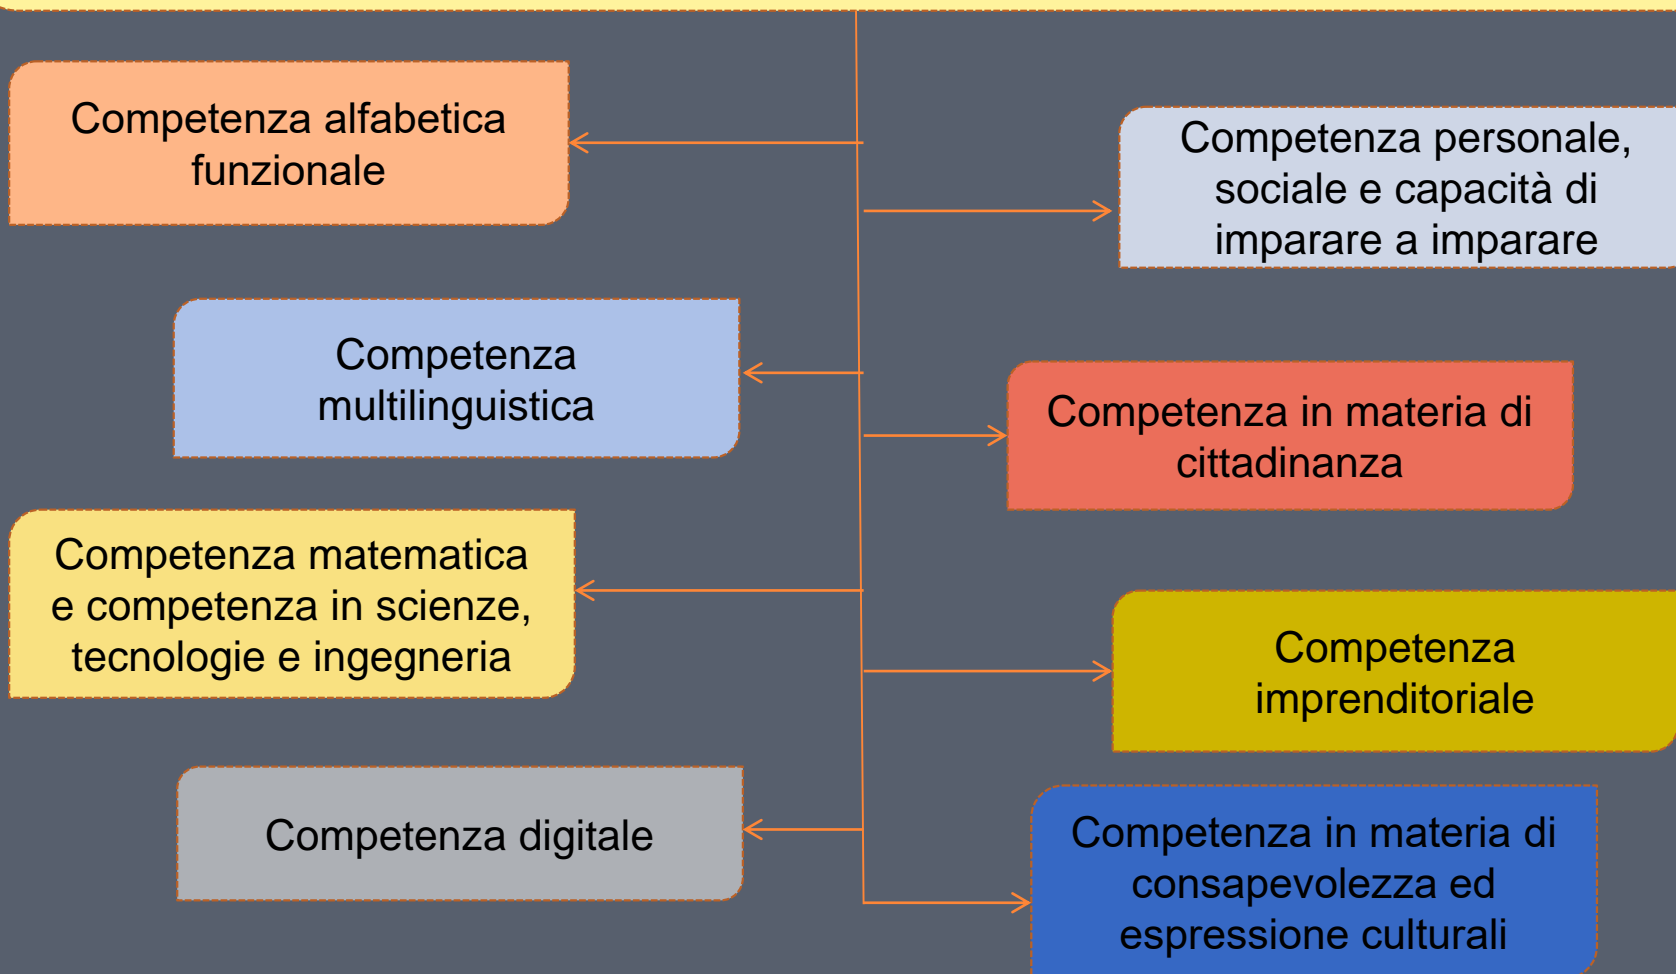 Competenza alfabetica
funzionale
Competenza
multilinguistica
Competenza matematica
e competenza in scienze,
tecnologie e ingegneria
Competenza digitale
Competenza personale,
sociale e capacità di
imparare a imparare
Competenza in materia di
cittadinanza
Competenza
imprenditoriale
Competenza in materia di
consapevolezza ed
espressione culturali